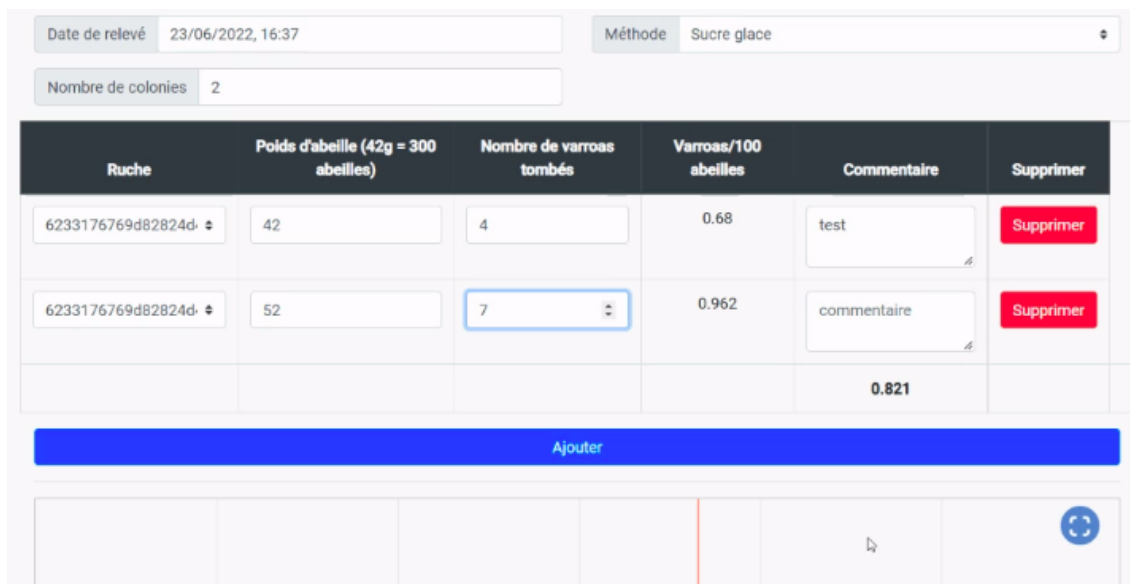 Date de relevé 23/06/2022, 16:37 Méthode Sucre glace
Nombre de colonies 2
Ruche Poids d'abeille (42g = 300 abeilles) Nombre de varroas tombés Varroas/100 abeilles Commentaire Supprimer
6233176769d82824d 42 4 0.68 test Supprimer
6233176769d82824d 52 7 0.962 commentaire Supprimer
0.821
Ajouter